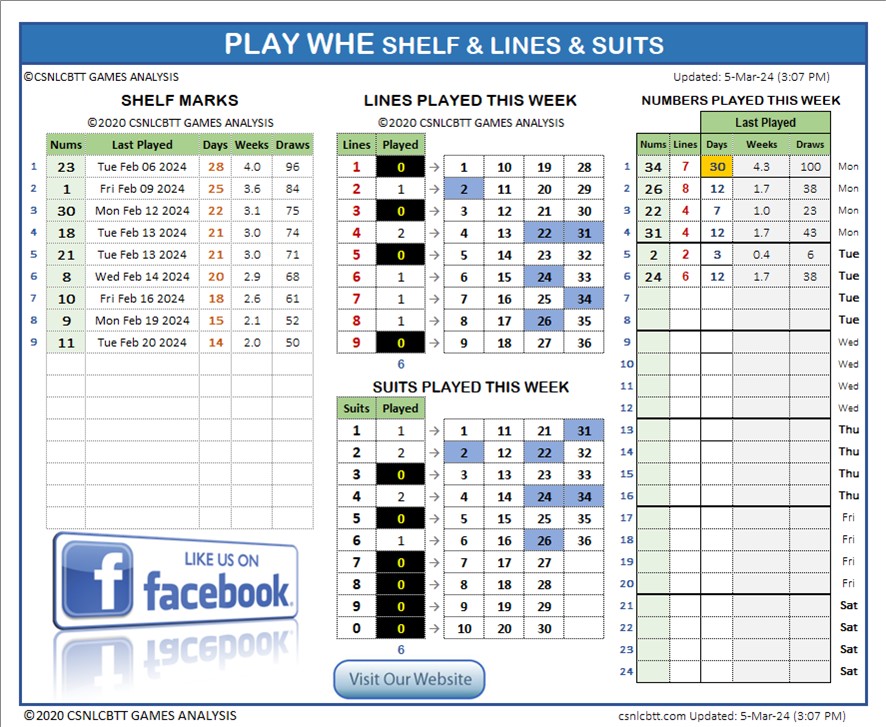 PLAY WHE SHELF & LINES & SUITS
©CSNLCBTT GAMES ANALYSIS
Updated: 5-Mar-24 (3:07 PM)
SHELF MARKS
©2020 CSNLCBTT GAMES ANALYSIS
Nums Last Played Days Weeks Draws
1 23 Tue Feb 06 2024 28 4.0 96
2 1 Fri Feb 09 2024 25 3.6 84
3 30 Mon Feb 12 2024 22 3.1 75
4 18 Tue Feb 13 2024 21 3.0 74
5 21 Tue Feb 13 2024 21 3.0 71
6 8 Wed Feb 14 2024 20 2.9 68
7 10 Fri Feb 16 2024 18 2.6 61
8 9 Mon Feb 19 2024 15 2.1 52
9 11 Tue Feb 20 2024 14 2.0 50
LIKE US ON
facebook
LINES PLAYED THIS WEEK
©2020 CSNLCBTT GAMES ANALYSIS
Lines Played
1 0 → 1 10 19 28
2 1 → 2 11 20 29
3 0 → 3 12 21 30
4 2 → 4 13 22 31
5 0 → 5 14 23 32
6 1 → 6 15 24 33
7 1 → 7 16 25 34
8 1 → 8 17 26 35
9 0 → 9 18 27 36
6
SUITS PLAYED THIS WEEK
Suits Played
1 1 → 1 11 21 31
2 2 → 2 12 22 32
3 0 → 3 13 23 33
4 2 → 4 14 24 34
5 0 → 5 15 25 35
6 1 → 6 16 26 36
7 0 → 7 17 27
8 0 → 8 18 28
9 0 → 9 19 29
0 0 → 10 20 30
6
Visit Our Website
NUMBERS PLAYED THIS WEEK
Last Played
Nums Lines Days Weeks Draws
1 34 7 30 4.3 100 Mon
2 26 8 12 1.7 38 Mon
3 22 4 7 1.0 23 Mon
4 31 4 12 1.7 43 Mon
5 2 2 3 0.4 6 Tue
6 24 6 12 1.7 38 Tue
7 Tue
8 Tue
9 Wed
10 Wed
11 Wed
12 Wed
13 Thu
14 Thu
15 Thu
16 Thu
17 Fri
18 Fri
19 Fri
20 Fri
21 Sat
22 Sat
23 Sat
24 Sat
©2020 CSNLCBTT GAMES ANALYSIS
csnlcbtt.com Updated: 5-Mar-24 (3:07 PM)